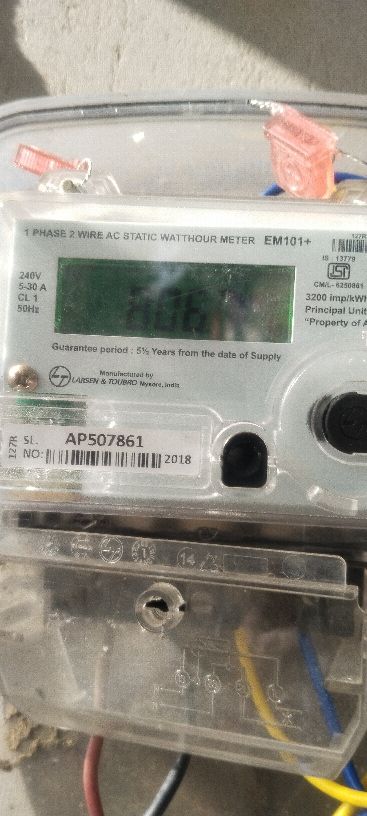 1 PHASE 2 WIRE AC STATIC WATTHOUR METER EM101+
127R
240V
5-30 A
CL 1
50Hz
IS : 13779
CM/L- 6250861
3200 imp/kWh
Principal Unit
"Property of A
Guarantee period : 5½ Years from the date of Supply
Manufactured by
LARSEN & TOUBRO Mysore, India
127R SL. NO: AP507861 2018
14